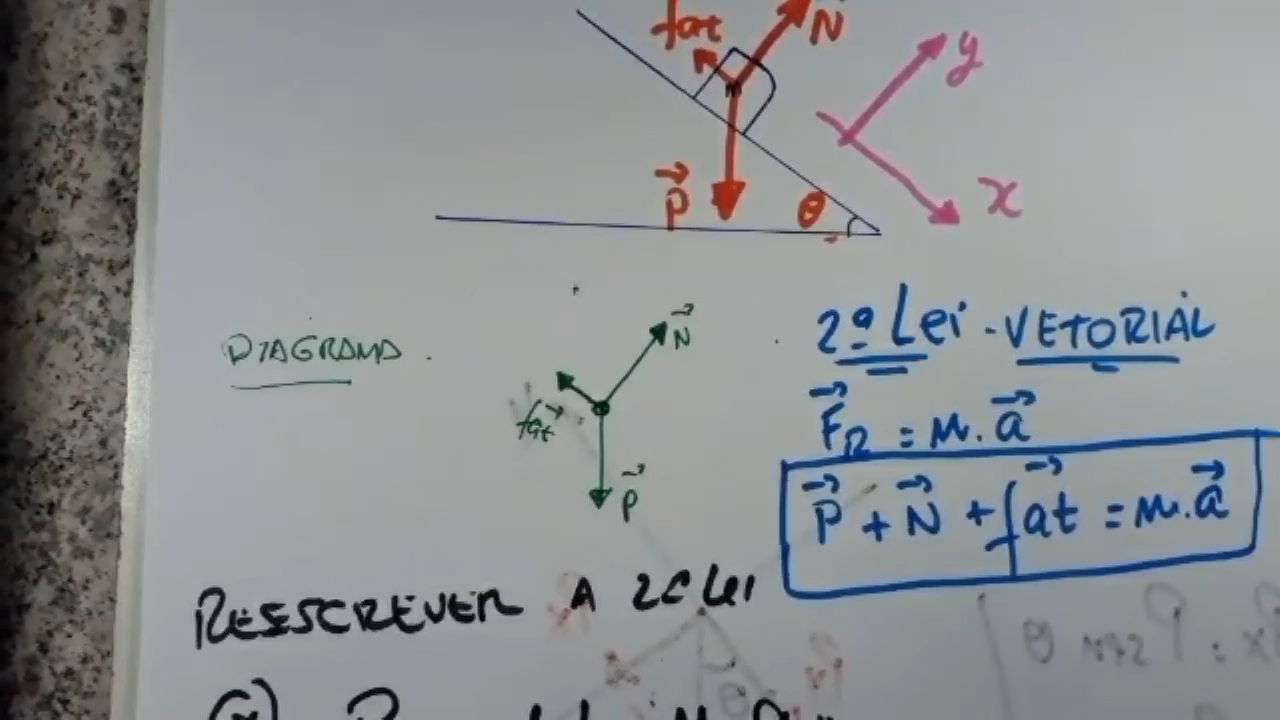 fat N
y
P θ x
DIAGRAMA.
N
fat
P
2ª Lei - VETORIAL
FR = m.a
P + N + fat = m.a
REESCREVER A 2ª Lei